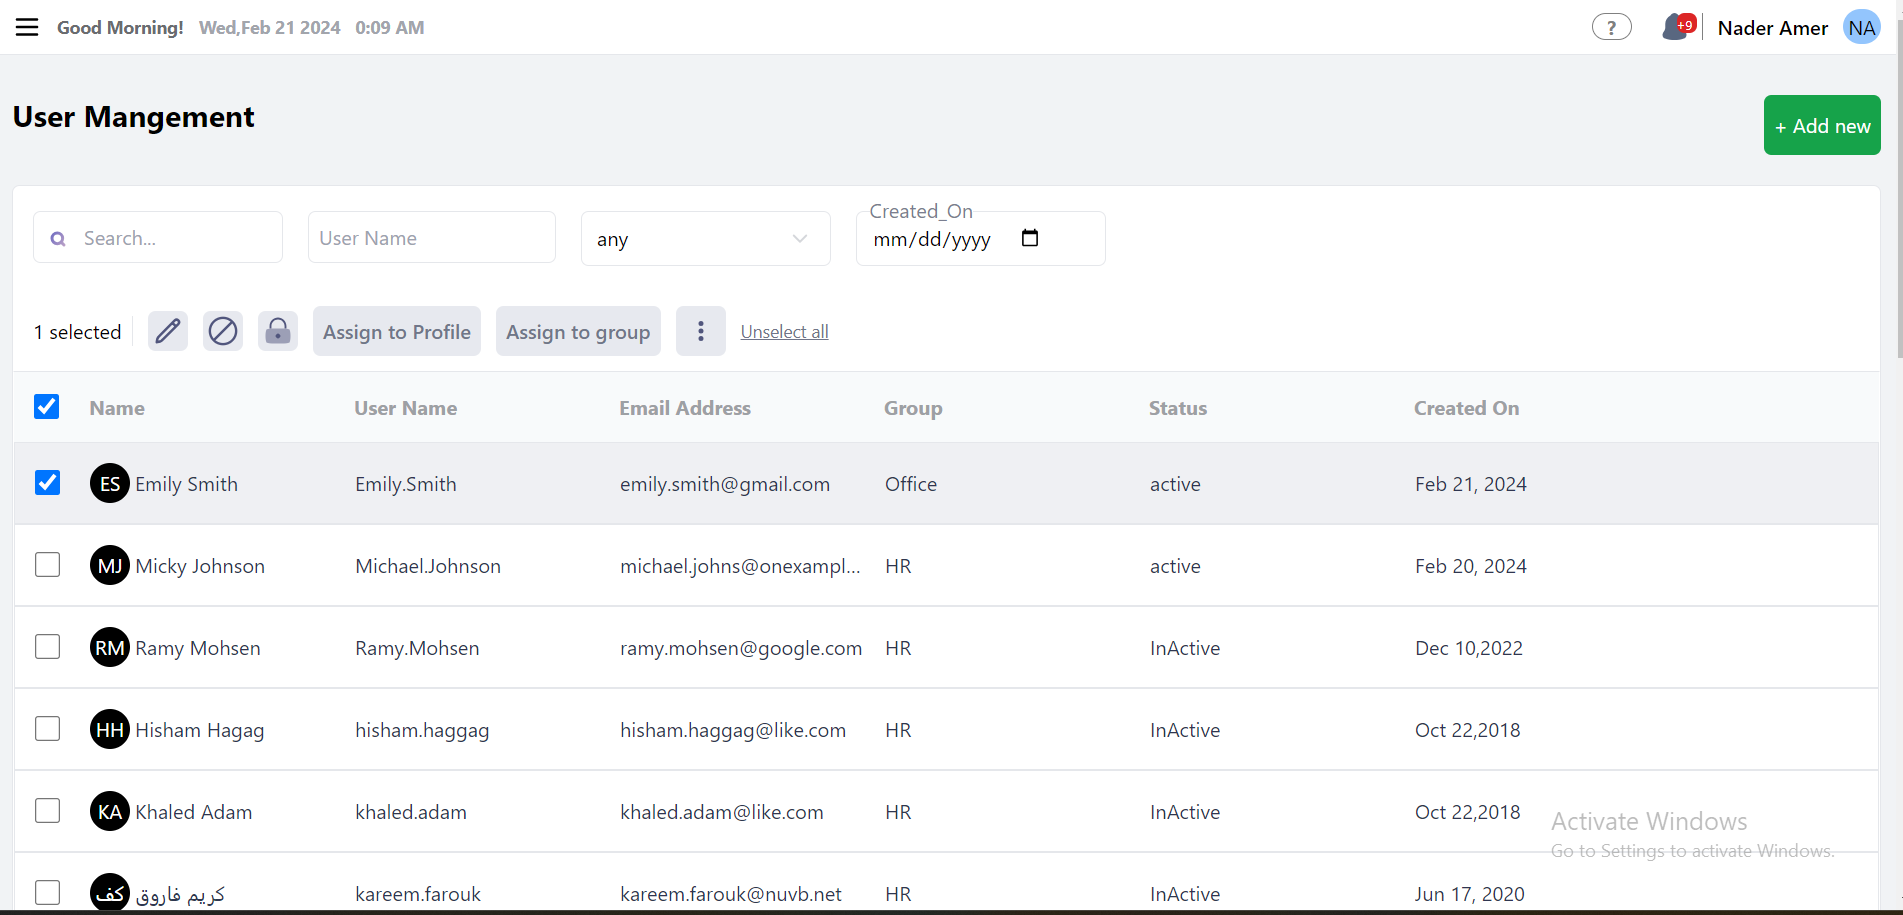 Good Morning! Wed,Feb 21 2024 0:09 AM ? +9 Nader Amer NA
User Mangement
+ Add new
Search... User Name any Created_On mm/dd/yyyy
1 selected Assign to Profile Assign to group Unselect all
Name User Name Email Address Group Status Created On
ES Emily Smith Emily.Smith emily.smith@gmail.com Office active Feb 21, 2024
MJ Micky Johnson Michael.Johnson michael.johns@onexampl... HR active Feb 20, 2024
RM Ramy Mohsen Ramy.Mohsen ramy.mohsen@google.com HR InActive Dec 10,2022
HH Hisham Hagag hisham.haggag hisham.haggag@like.com HR InActive Oct 22,2018
KA Khaled Adam khaled.adam khaled.adam@like.com HR InActive Oct 22,2018
كف كريم فاروق kareem.farouk kareem.farouk@nuvb.net HR InActive Jun 17, 2020
Activate Windows
Go to Settings to activate Windows.